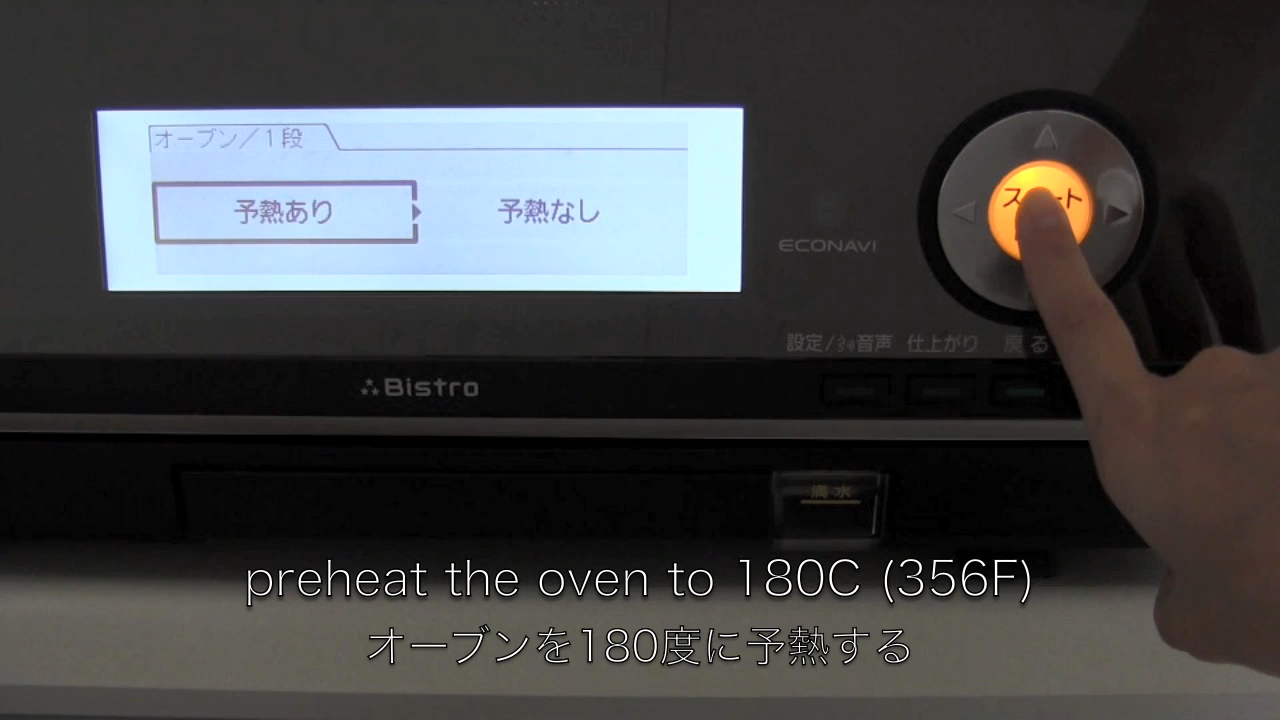 オーブン／1段
予熱あり
予熱なし
ECONAVI
設定/音声
仕上がり
戻る
Bistro
満水
preheat the oven to 180C (356F)
オーブンを180度に予熱する